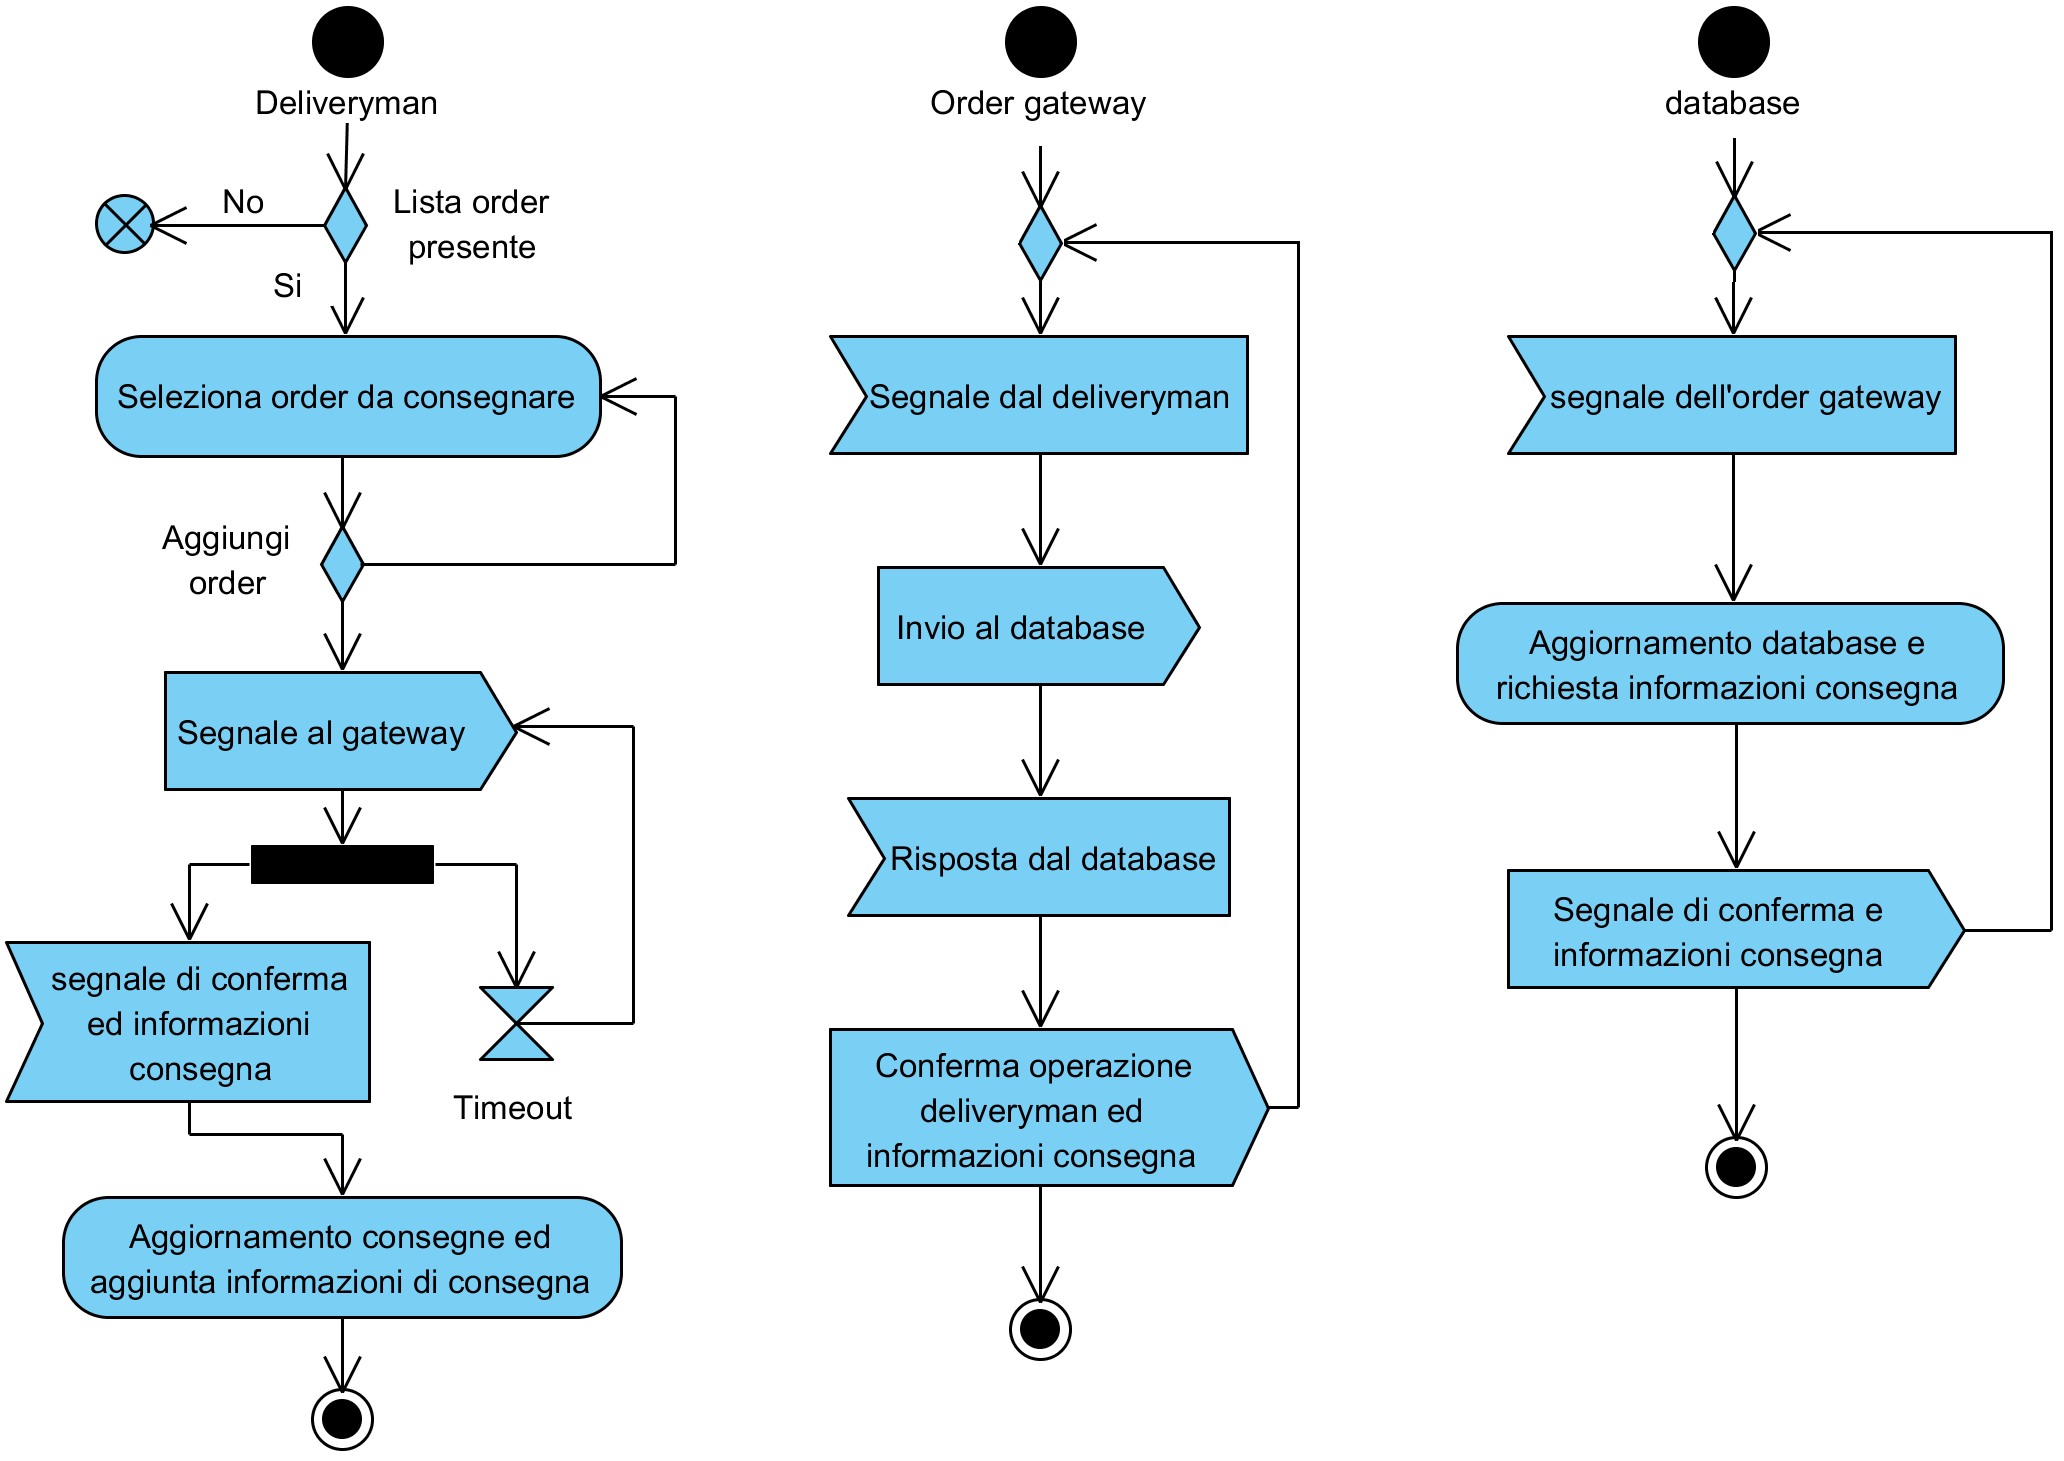 Deliveryman
No
Lista order
presente
Si
Seleziona order da consegnare
Aggiungi
order
Segnale al gateway
segnale di conferma
ed informazioni
consegna
Timeout
Aggiornamento consegne ed
aggiunta informazioni di consegna
Order gateway
Segnale dal deliveryman
Invio al database
Risposta dal database
Conferma operazione
deliveryman ed
informazioni consegna
database
segnale dell'order gateway
Aggiornamento database e
richiesta informazioni consegna
Segnale di conferma e
informazioni consegna